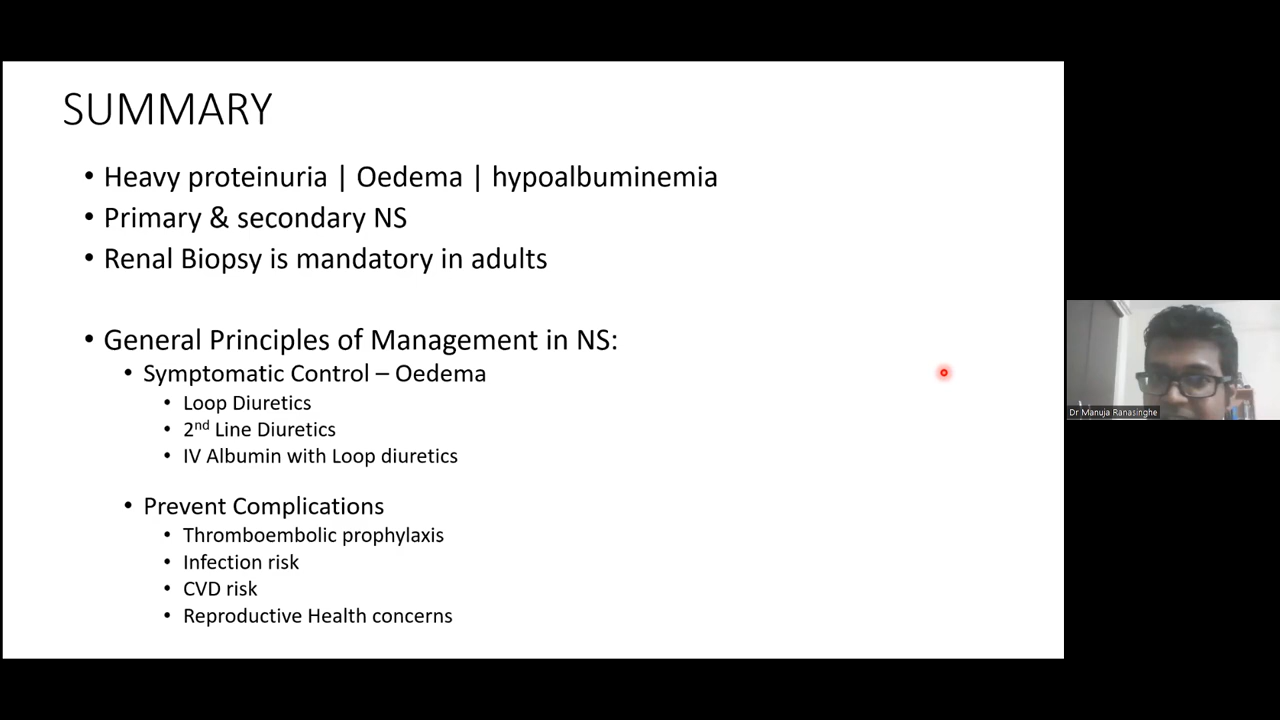 SUMMARY
• Heavy proteinuria | Oedema | hypoalbuminemia
• Primary & secondary NS
• Renal Biopsy is mandatory in adults
• General Principles of Management in NS:
• Symptomatic Control – Oedema
• Loop Diuretics
• 2nd Line Diuretics
• IV Albumin with Loop diuretics
• Prevent Complications
• Thromboembolic prophylaxis
• Infection risk
• CVD risk
• Reproductive Health concerns
Dr Manuja Ranasinghe